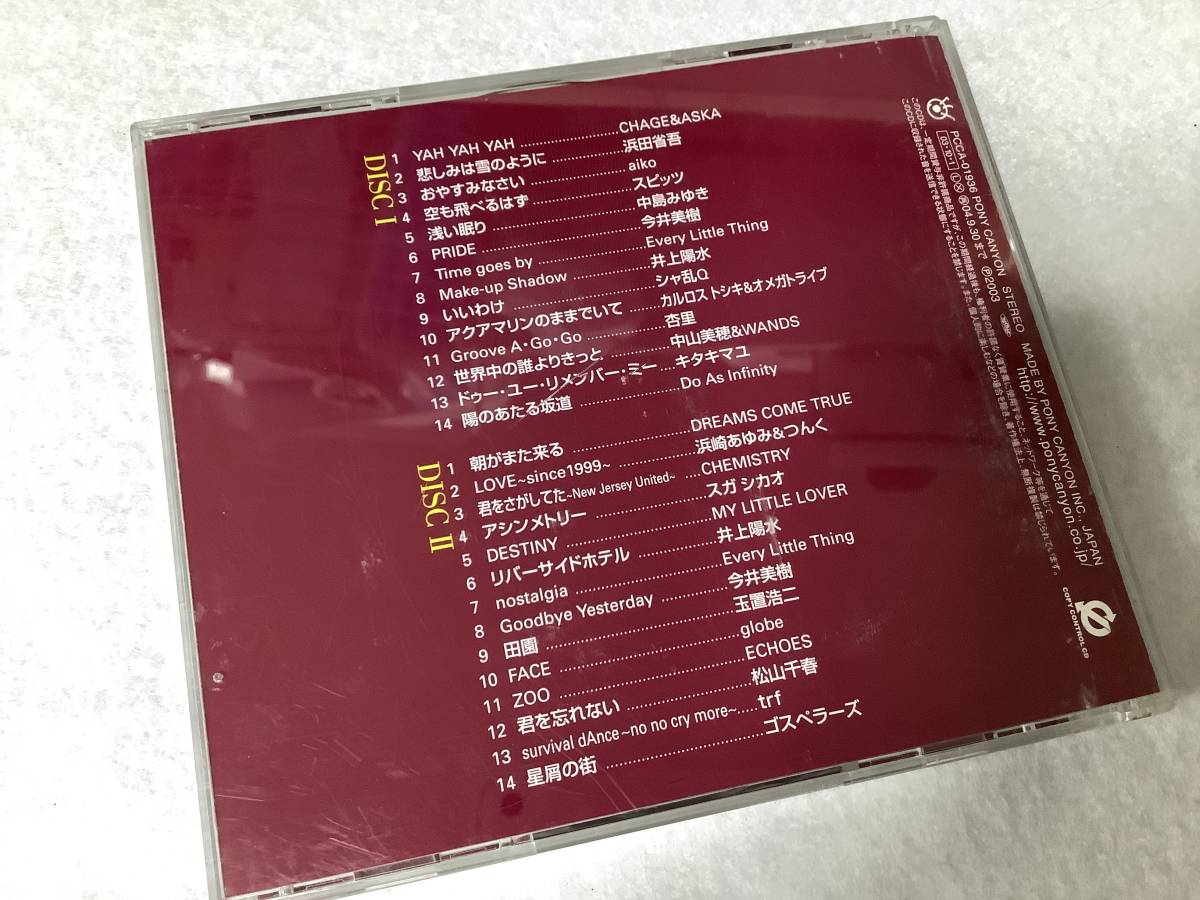 DISC I
1 YAH YAH YAH ........ CHAGE&ASKA
2 悲しみは雪のように ........ 浜田省吾
3 おやすみなさい ........ aiko
4 空も飛べるはず ........ スピッツ
5 浅い眠り ........ 中島みゆき
6 PRIDE ........ 今井美樹
7 Time goes by ........ Every Little Thing
8 Make-up Shadow ........ 井上陽水
9 いいわけ ........ シャ乱Q
10 アクアマリンのままでいて ........ カルロス トシキ&オメガトライブ
11 Groove A・Go・Go ........ 杏里
12 世界中の誰よりきっと ........ 中山美穂&WANDS
13 ドゥー・ユー・リメンバー・ミー .... キタキマユ
14 陽のあたる坂道 ........ Do As Infinity
DISC II
1 朝がまた来る ........ DREAMS COME TRUE
2 LOVE~since1999~ ........ 浜崎あゆみ&つんく
3 君をさがしてた~New Jersey United~ ... CHEMISTRY
4 アシンメトリー ........ スガ シカオ
5 DESTINY ........ MY LITTLE LOVER
6 リバーサイドホテル ........ 井上陽水
7 nostalgia ........ Every Little Thing
8 Goodbye Yesterday ........ 今井美樹
9 田園 ........ 玉置浩二
10 FACE ........ globe
11 ZOO ........ ECHOES
12 君を忘れない ........ 松山千春
13 survival dAnce~no no cry more~ ..... trf
14 星屑の街 ........ ゴスペラーズ
PCCA-01936 PONY CANYON STEREO MADE BY PONY CANYON INC. JAPAN
03・10・1 L X 04.9.30まで Ⓟ2003 http://www.ponycanyon.co.jp/
COPY CONTROL CD